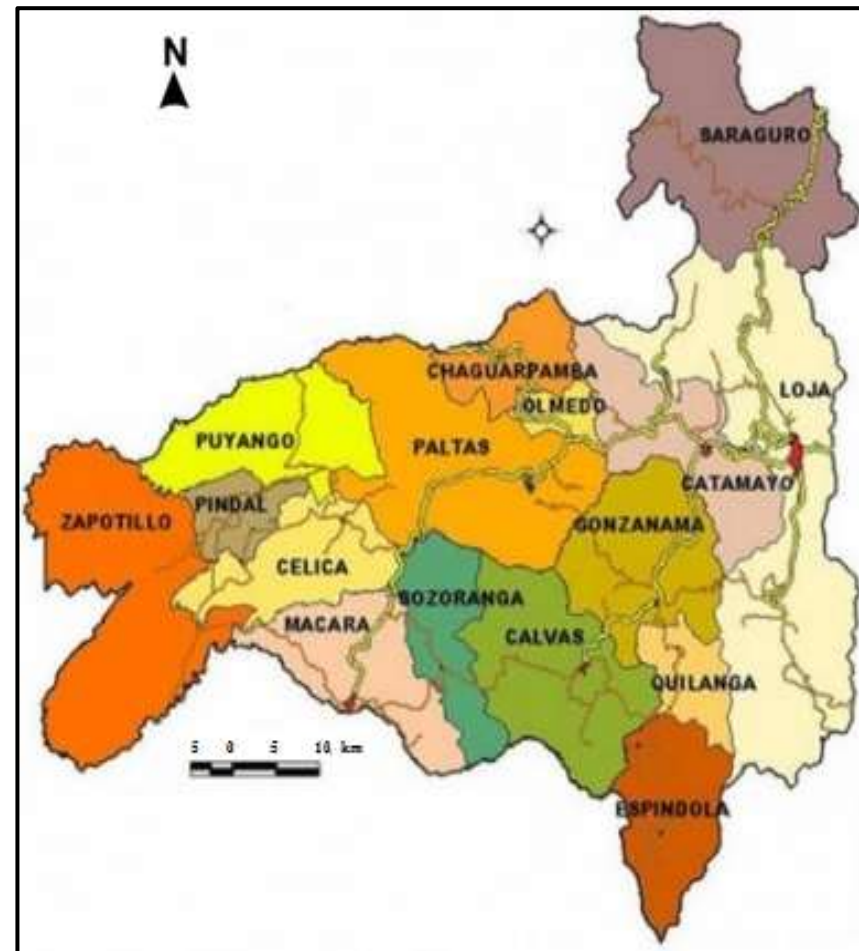 N
SARAGURO
CHAGUARPAMBA
OLMEDO
LOJA
PUYANGO
PALTAS
CATAMAYO
PINDAL
ZAPOTILLO
GONZANAMA
CELICA
SOZORANGA
MACARA
CALVAS
QUILANGA
5 0 5 10 km
ESPINDOLA